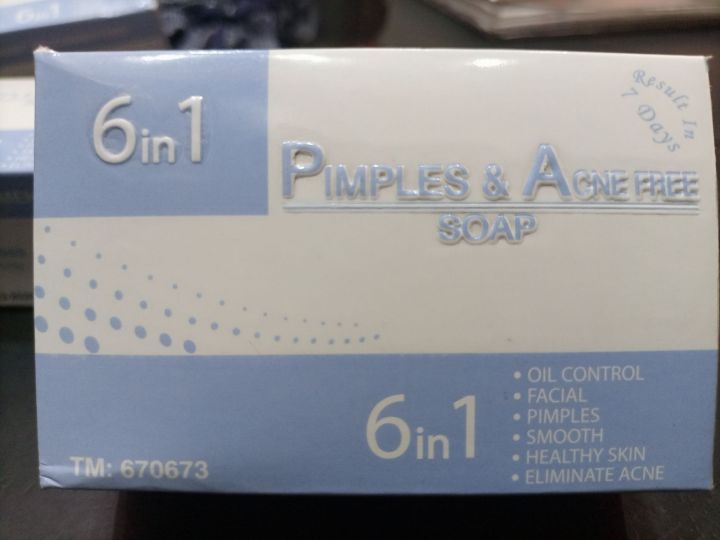 6in1
Result In
7 Days
PIMPLES & ACNE FREE
SOAP
6in1
• OIL CONTROL
• FACIAL
• PIMPLES
• SMOOTH
• HEALTHY SKIN
• ELIMINATE ACNE
TM: 670673